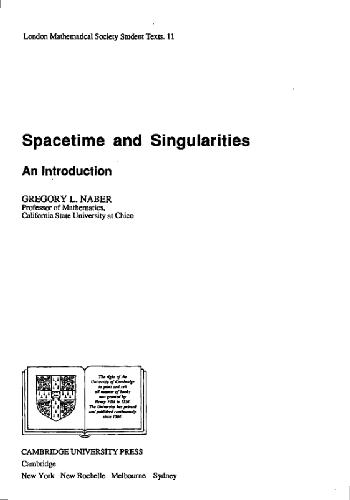 London Mathematical Society Student Texts. 11
Spacetime and Singularities
An Introduction
GREGORY L. NABER
Professor of Mathematics,
California State University at Chico
The right of the
University of Cambridge
to print and sell
all manner of books
was granted by
Henry VIII in 1534.
The University has printed
and published continuously
since 1584.
CAMBRIDGE UNIVERSITY PRESS
Cambridge
New York New Rochelle Melbourne Sydney